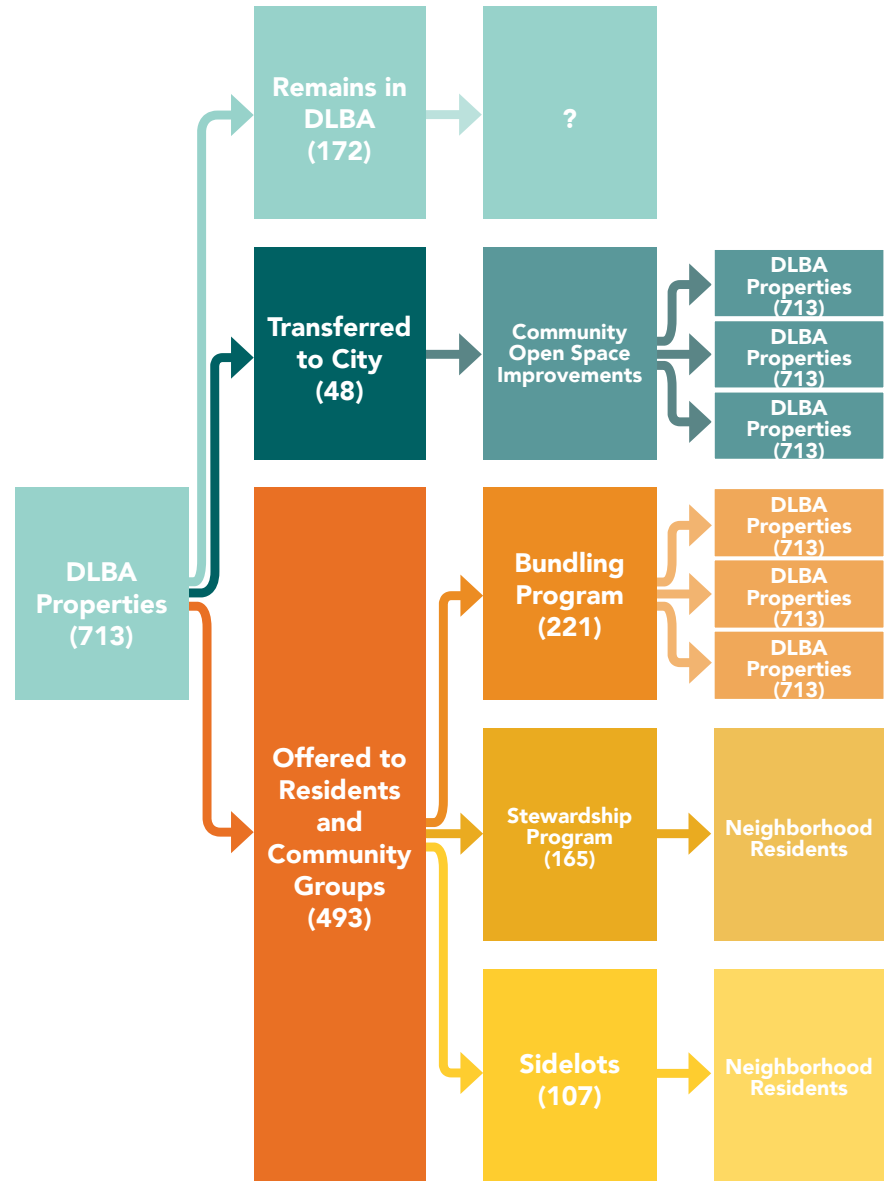 Remains in
DLBA
(172)
?
Transferred
to City
(48)
Community
Open Space
Improvements
DLBA
Properties
(713)
DLBA
Properties
(713)
DLBA
Properties
(713)
DLBA
Properties
(713)
Offered to
Residents
and
Community
Groups
(493)
Bundling
Program
(221)
DLBA
Properties
(713)
DLBA
Properties
(713)
DLBA
Properties
(713)
Stewardship
Program
(165)
Neighborhood
Residents
Sidelots
(107)
Neighborhood
Residents